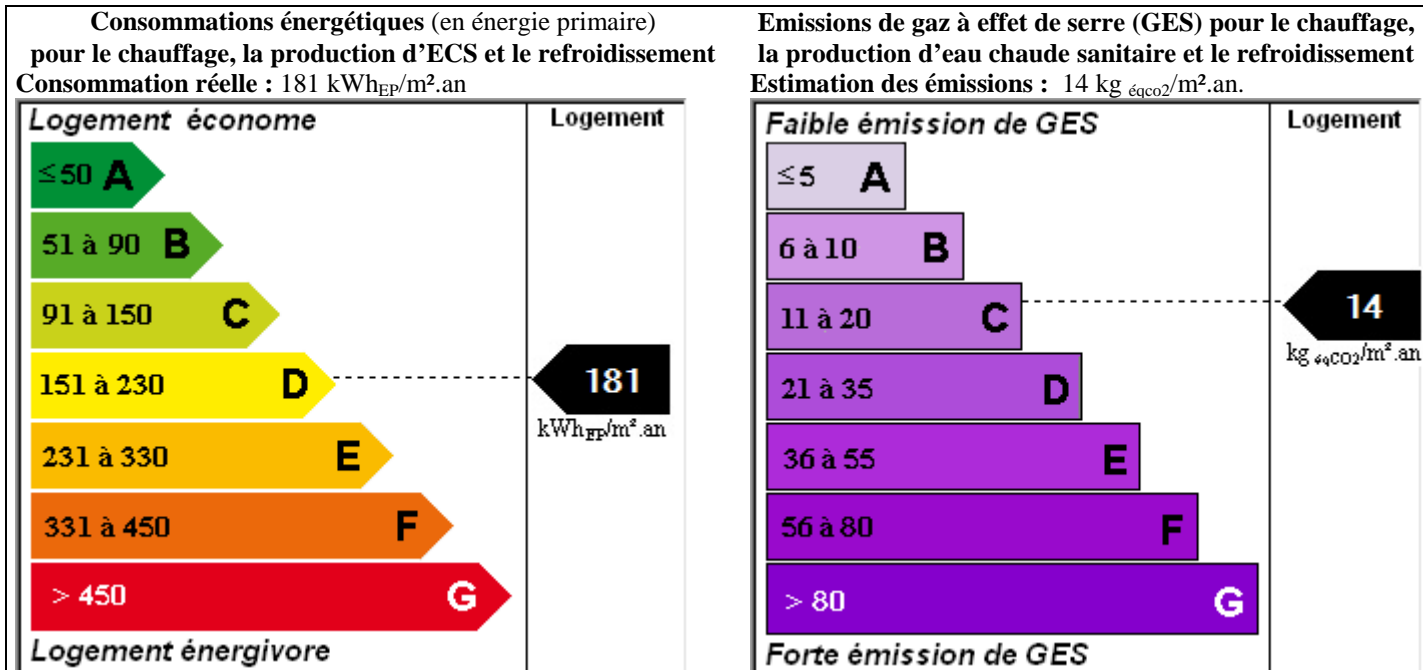 Consommations énergétiques (en énergie primaire)
pour le chauffage, la production d'ECS et le refroidissement
Consommation réelle : 181 kWhEP/m².an
Logement économe
Logement
≤50 A
51 à 90 B
91 à 150 C
151 à 230 D
181
kWhEP/m².an
231 à 330 E
331 à 450 F
> 450 G
Logement énergivore
Emissions de gaz à effet de serre (GES) pour le chauffage,
la production d'eau chaude sanitaire et le refroidissement
Estimation des émissions : 14 kg éqco2/m².an.
Faible émission de GES
Logement
≤5 A
6 à 10 B
11 à 20 C
14
kg éqCO2/m².an
21 à 35 D
36 à 55 E
56 à 80 F
> 80 G
Forte émission de GES